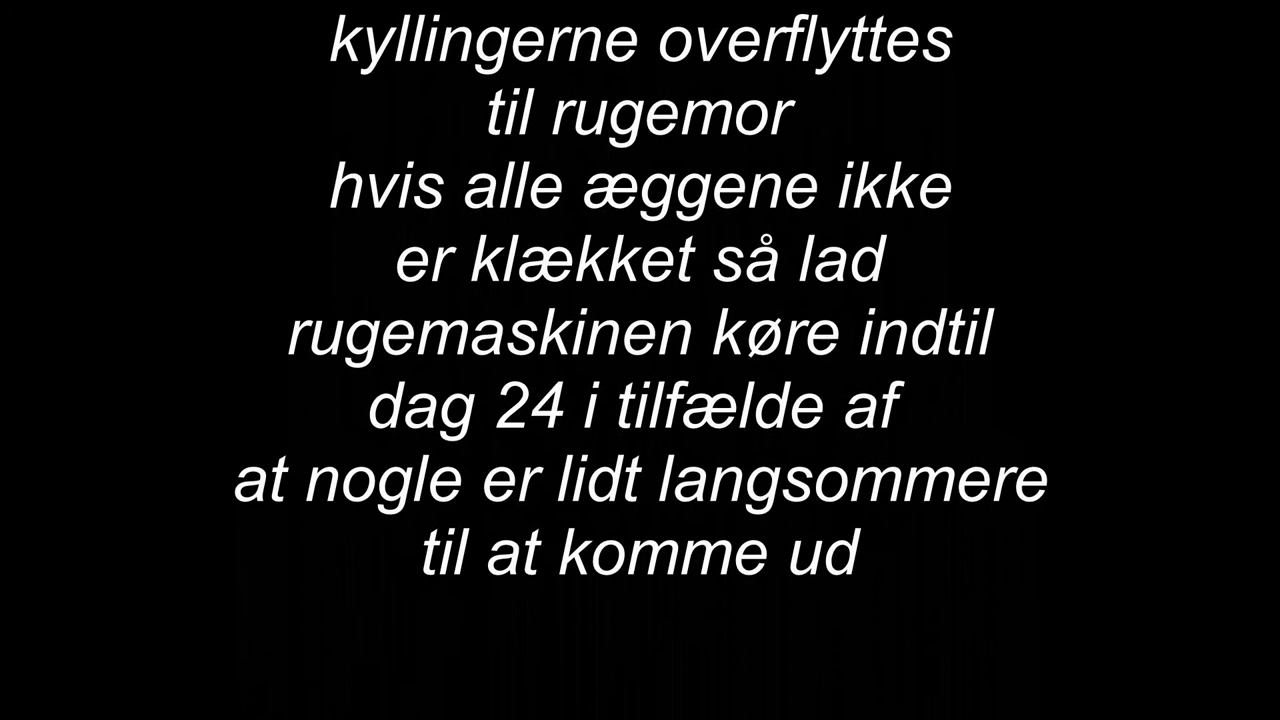 kyllingerne overflyttes
til rugemor
hvis alle æggene ikke
er klækket så lad
rugemaskinen køre indtil
dag 24 i tilfælde af
at nogle er lidt langsommere
til at komme ud